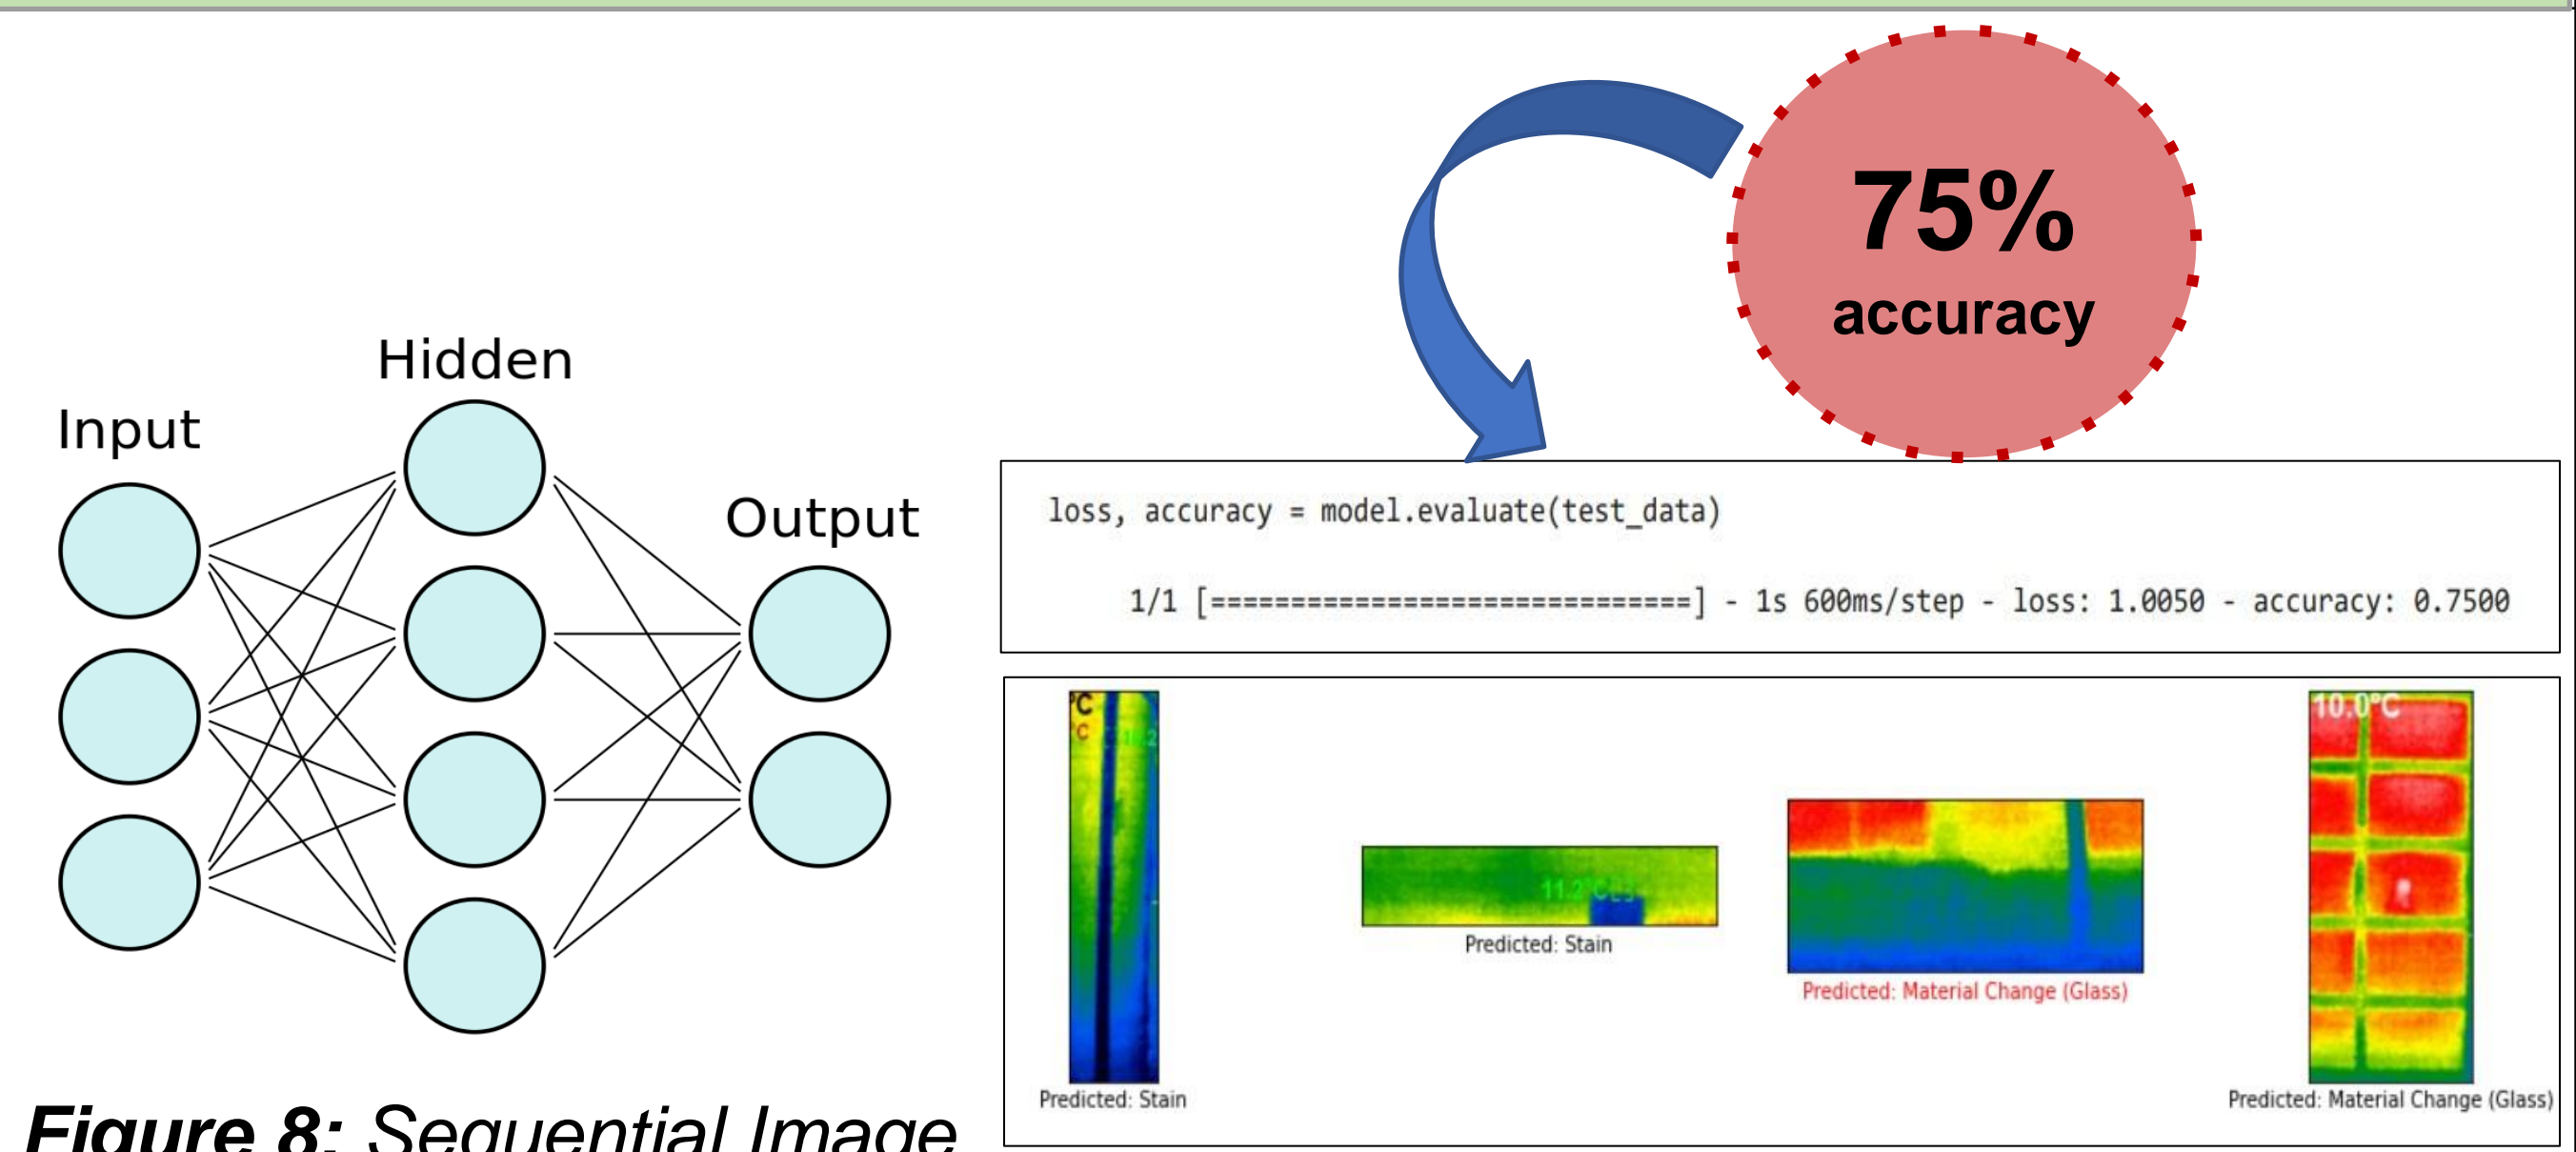 75%
accuracy
Hidden
Input
Output
loss, accuracy = model.evaluate(test_data)
1/1 [==============================] - 1s 600ms/step - loss: 1.0050 - accuracy: 0.7500
°C
°C
10.0°C
11.2°C
Predicted: Stain
Predicted: Material Change (Glass)
Predicted: Stain
Predicted: Material Change (Glass)
Figure 8: Sequential Image